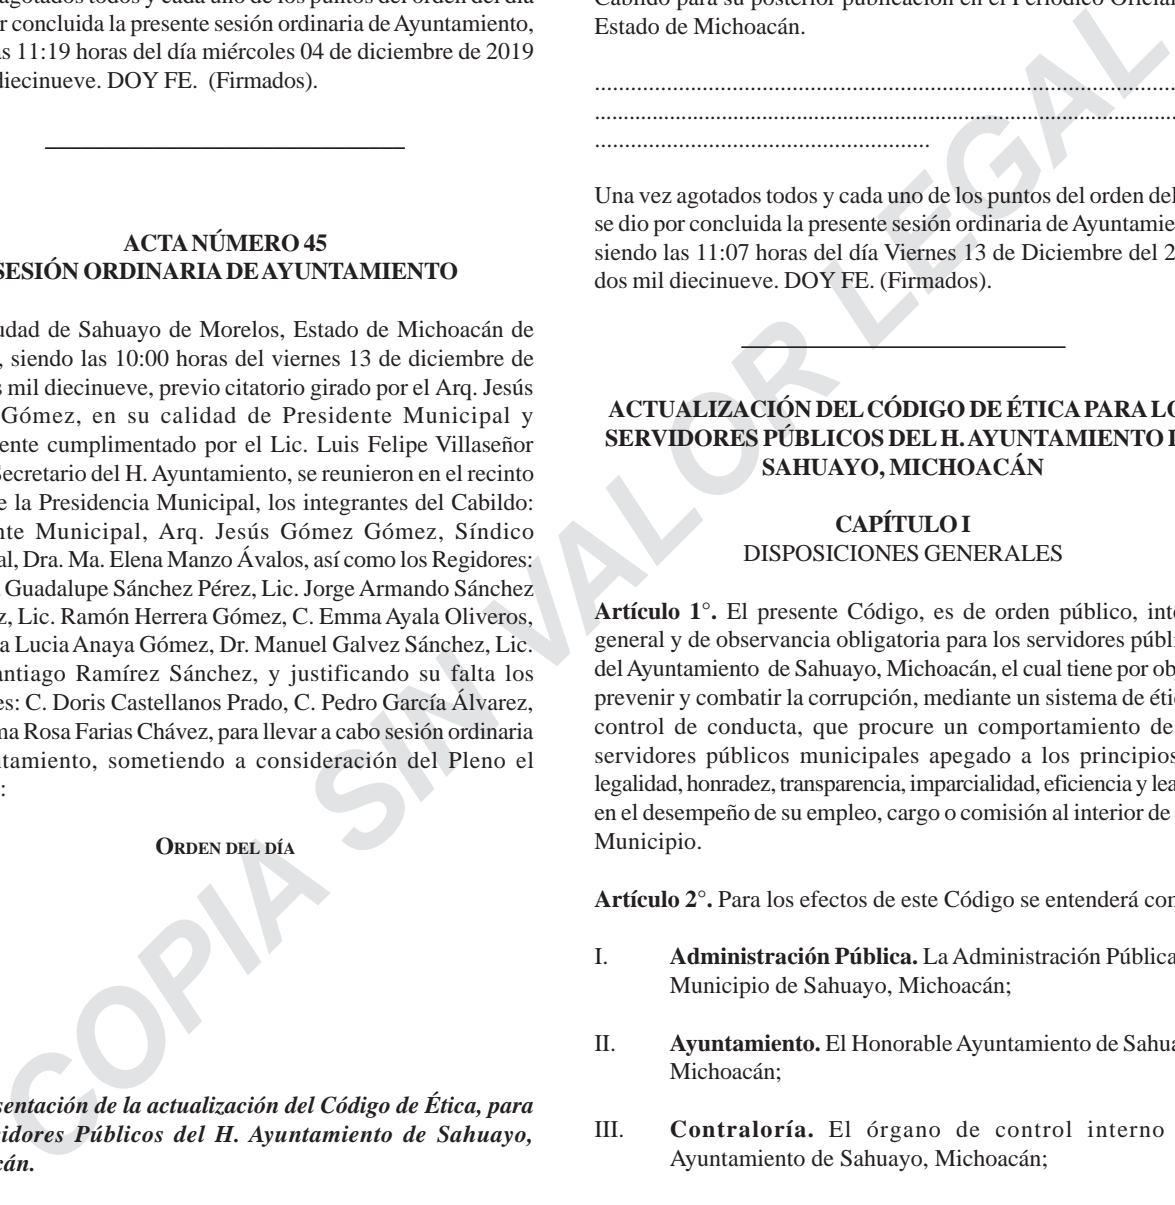 agotados todos y cada uno de los puntos del orden del día
r concluida la presente sesión ordinaria de Ayuntamiento,
as 11:19 horas del día miércoles 04 de diciembre de 2019
diecinueve. DOY FE. (Firmados).
ACTA NÚMERO 45
SESIÓN ORDINARIA DE AYUNTAMIENTO
udad de Sahuayo de Morelos, Estado de Michoacán de
, siendo las 10:00 horas del viernes 13 de diciembre de
s mil diecinueve, previo citatorio girado por el Arq. Jesús
Gómez, en su calidad de Presidente Municipal y
ente cumplimentado por el Lic. Luis Felipe Villaseñor
Secretario del H. Ayuntamiento, se reunieron en el recinto
e la Presidencia Municipal, los integrantes del Cabildo:
nte Municipal, Arq. Jesús Gómez Gómez, Síndico
al, Dra. Ma. Elena Manzo Ávalos, así como los Regidores:
Guadalupe Sánchez Pérez, Lic. Jorge Armando Sánchez
z, Lic. Ramón Herrera Gómez, C. Emma Ayala Oliveros,
a Lucia Anaya Gómez, Dr. Manuel Galvez Sánchez, Lic.
antiago Ramírez Sánchez, y justificando su falta los
es: C. Doris Castellanos Prado, C. Pedro García Álvarez,
ma Rosa Farias Chávez, para llevar a cabo sesión ordinaria
ntamiento, sometiendo a consideración del Pleno el
:
ORDEN DEL DÍA
sentación de la actualización del Código de Ética, para
vidores Públicos del H. Ayuntamiento de Sahuayo,
cán.
Cabildo para su posterior publicación en el Periódico Oficial
Estado de Michoacán.
..................................................................................................
..................................................................................................
.........................................................
Una vez agotados todos y cada uno de los puntos del orden del
se dio por concluida la presente sesión ordinaria de Ayuntamie
siendo las 11:07 horas del día Viernes 13 de Diciembre del 2
dos mil diecinueve. DOY FE. (Firmados).
ACTUALIZACIÓN DEL CÓDIGO DE ÉTICA PARA LO
SERVIDORES PÚBLICOS DEL H. AYUNTAMIENTO D
SAHUAYO, MICHOACÁN
CAPÍTULO I
DISPOSICIONES GENERALES
Artículo 1°. El presente Código, es de orden público, inte
general y de observancia obligatoria para los servidores públi
del Ayuntamiento de Sahuayo, Michoacán, el cual tiene por ob
prevenir y combatir la corrupción, mediante un sistema de étic
control de conducta, que procure un comportamiento de
servidores públicos municipales apegado a los principios
legalidad, honradez, transparencia, imparcialidad, eficiencia y lea
en el desempeño de su empleo, cargo o comisión al interior de
Municipio.
Artículo 2°. Para los efectos de este Código se entenderá con
I. Administración Pública. La Administración Pública
Municipio de Sahuayo, Michoacán;
II. Ayuntamiento. El Honorable Ayuntamiento de Sahua
Michoacán;
III. Contraloría. El órgano de control interno
Ayuntamiento de Sahuayo, Michoacán;
COPIA SIN VALOR LEGAL